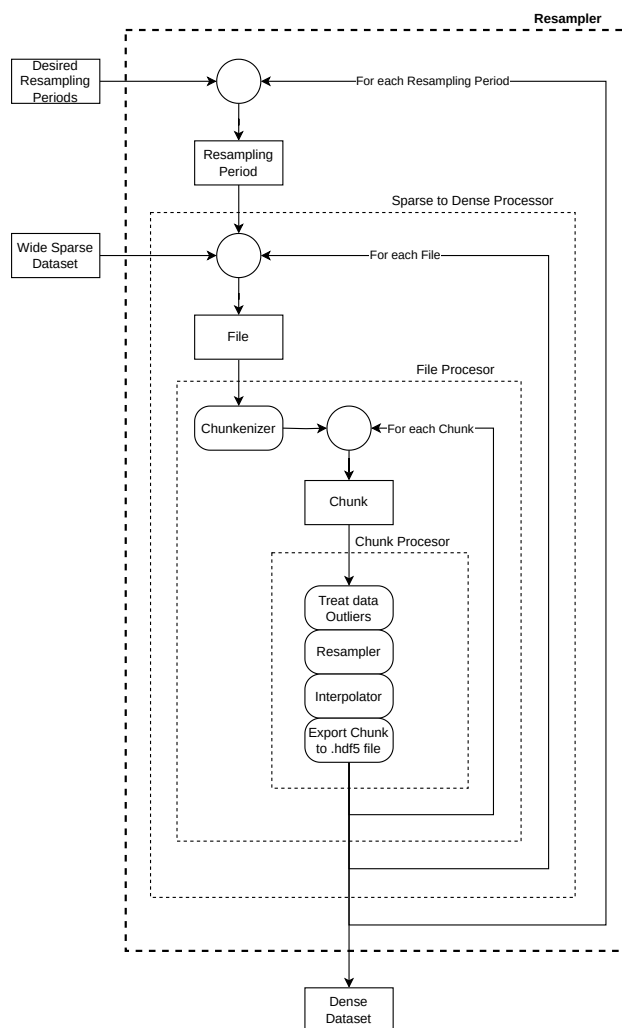 Resampler
Desired
Resampling
Periods
For each Resampling Period
Resampling
Period
Sparse to Dense Processor
Wide Sparse
Dataset
For each File
File
File Procesor
Chunkenizer
For each Chunk
Chunk
Chunk Procesor
Treat data
Outliers
Resampler
Interpolator
Export Chunk
to .hdf5 file
Dense
Dataset